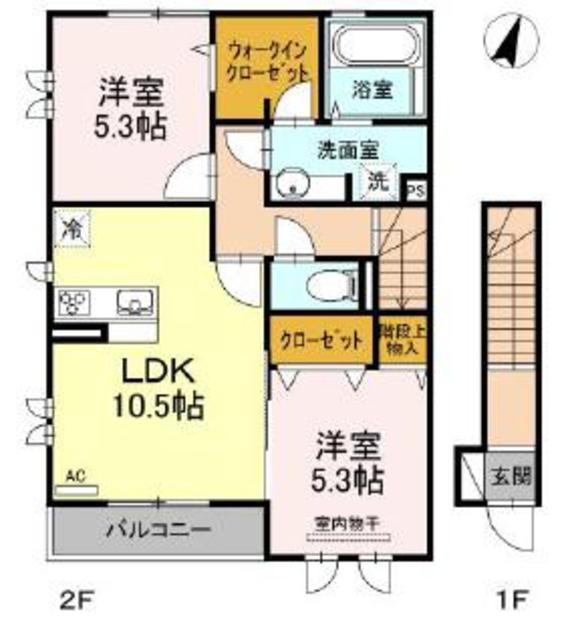 ウォークイン
クローゼット
浴室
洋室
5.3帖
洗面室
洗
PS
冷
クローゼット
階段上
物入
LDK
10.5帖
洋室
5.3帖
AC
室内物干
バルコニー
玄関
2F
1F